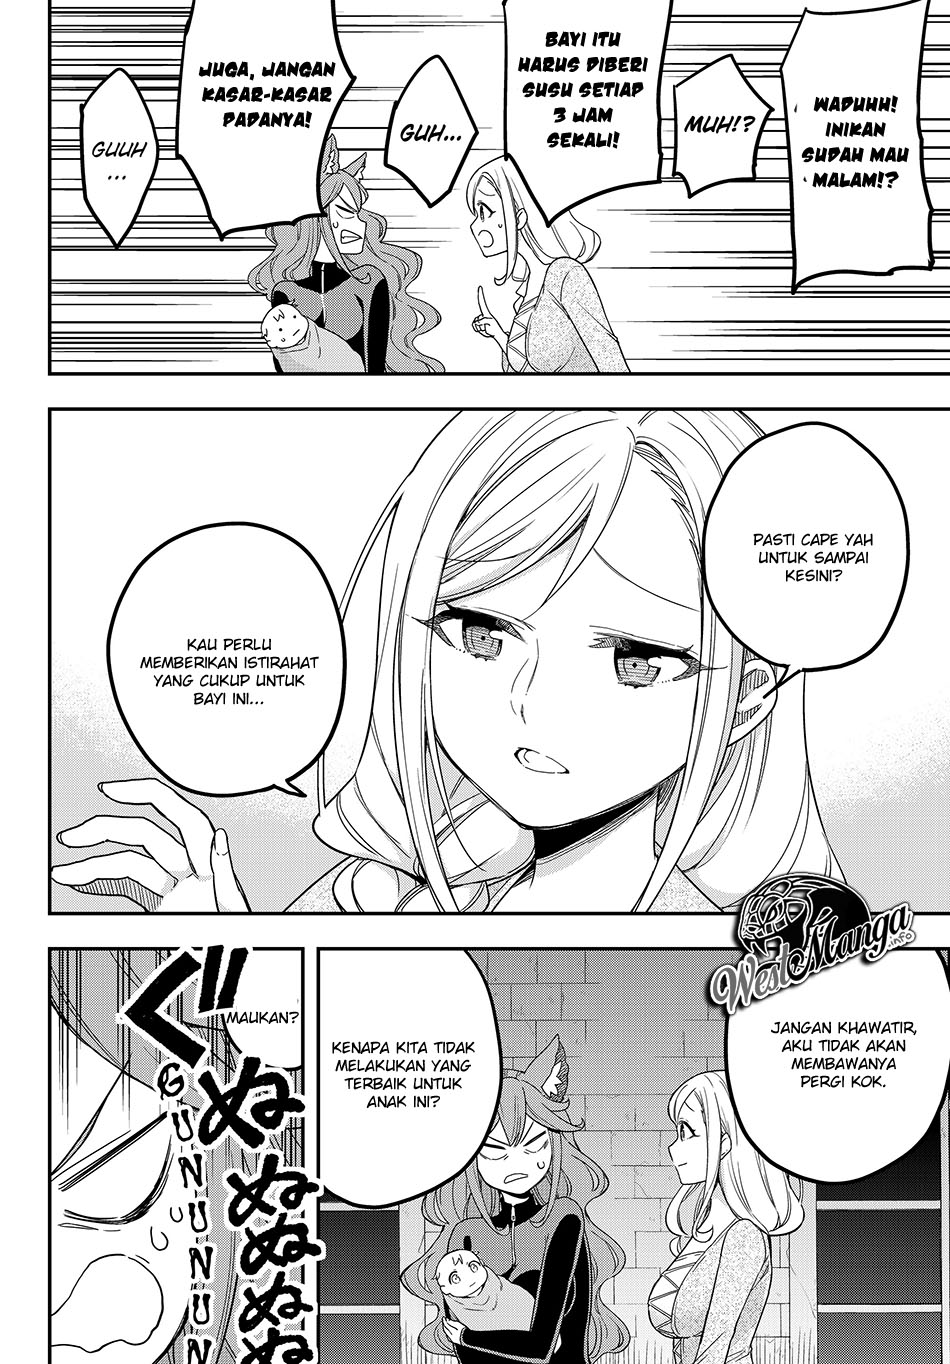 WADUHH!
INIKAN
SUDAH MAU
MALAM!?
MUH!?
BAYI ITU
HARUS DIBERI
SUSU SETIAP
3 JAM
SEKALI!
GUH...
JUGA, JANGAN
KASAR-KASAR
PADANYA!
GUUH
...
PASTI CAPE YAH
UNTUK SAMPAI
KESINI?
KAU PERLU
MEMBERIKAN ISTIRAHAT
YANG CUKUP UNTUK
BAYI INI...
WestManga
.info
JANGAN KHAWATIR,
AKU TIDAK AKAN
MEMBAWANYA
PERGI KOK.
KENAPA KITA TIDAK
MELAKUKAN YANG
TERBAIK UNTUK
ANAK INI?
MAUKAN?
ぐぬぬぬぬぬ
GUNUNUNUN